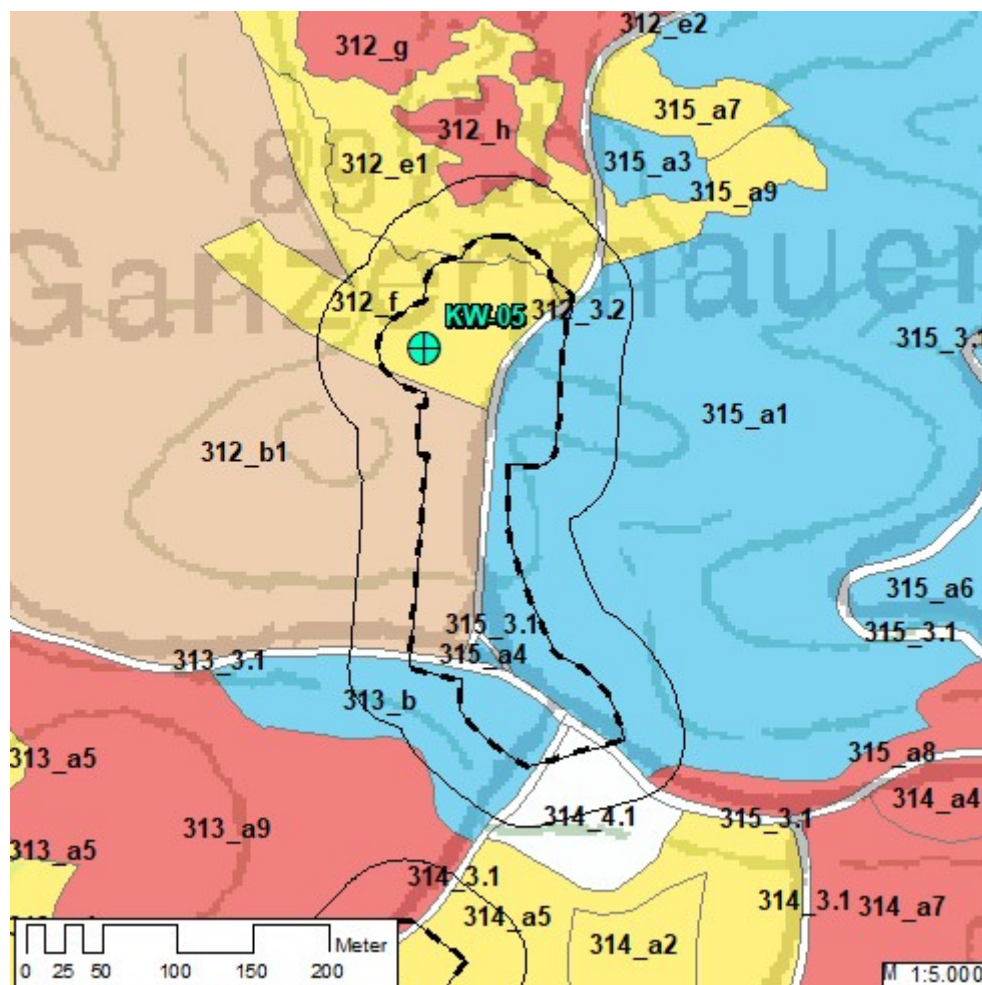 312_e2
312_g
315_a7
312_h
897
312_e1
315_a3
315_a9
Ganzenmauer
312_f
KW-05
312_3.2
315_3.1
315_a1
312_b1
315_a6
315_3.1
315_3.1
315_a4
313_3.1
313_b
313_a5
315_a8
314_a4
314_4.1
315_3.1
313_a9
313_a5
314_3.1
314_3.1
314_a7
314_a5
314_a2
Meter
0 25 50 100 150 200
M 1:5.000